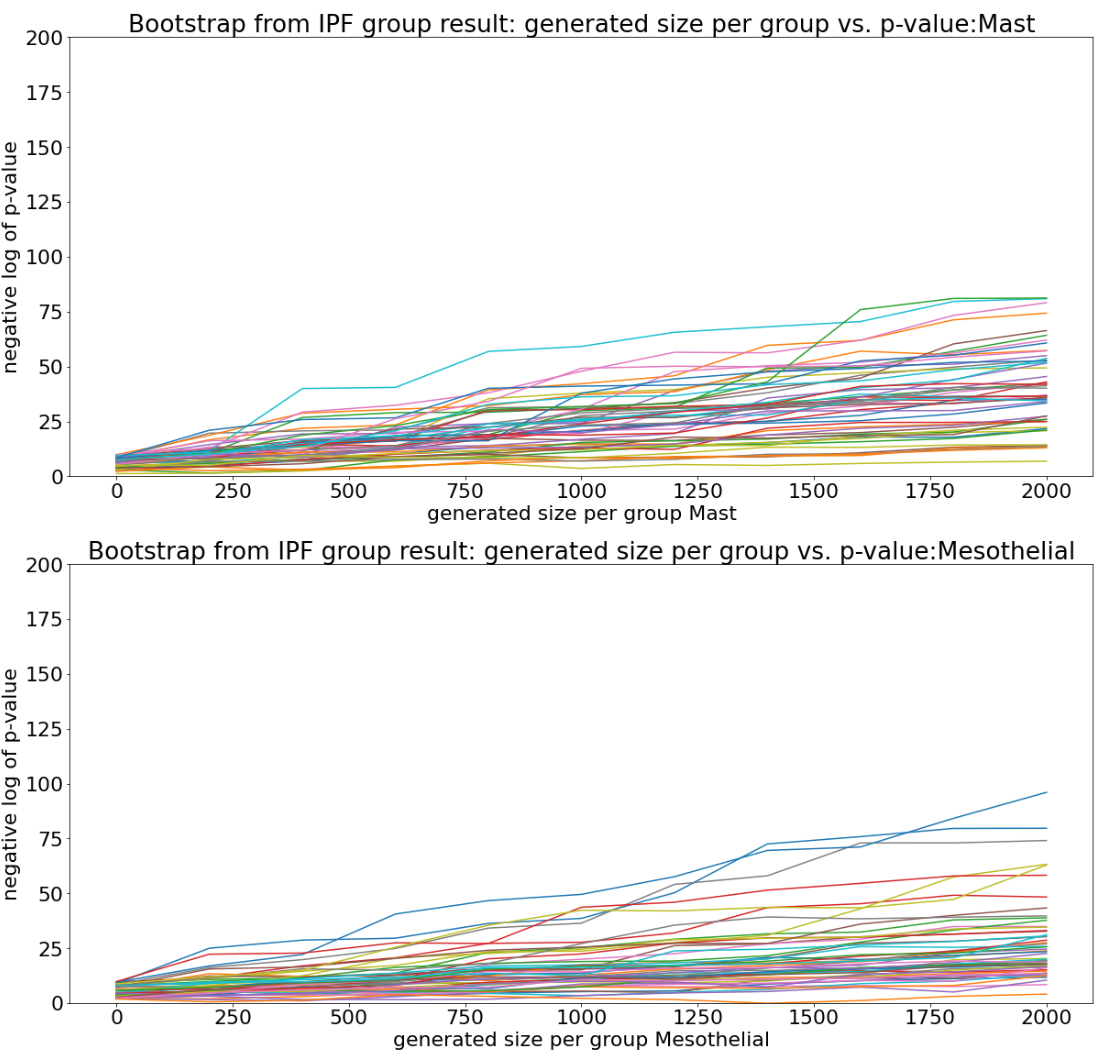 Bootstrap from IPF group result: generated size per group vs. p-value:Mast
200
175
150
125
100
75
50
25
0
negative log of p-value
0 250 500 750 1000 1250 1500 1750 2000
generated size per group Mast
Bootstrap from IPF group result: generated size per group vs. p-value:Mesothelial
200
175
150
125
100
75
50
25
0
negative log of p-value
0 250 500 750 1000 1250 1500 1750 2000
generated size per group Mesothelial